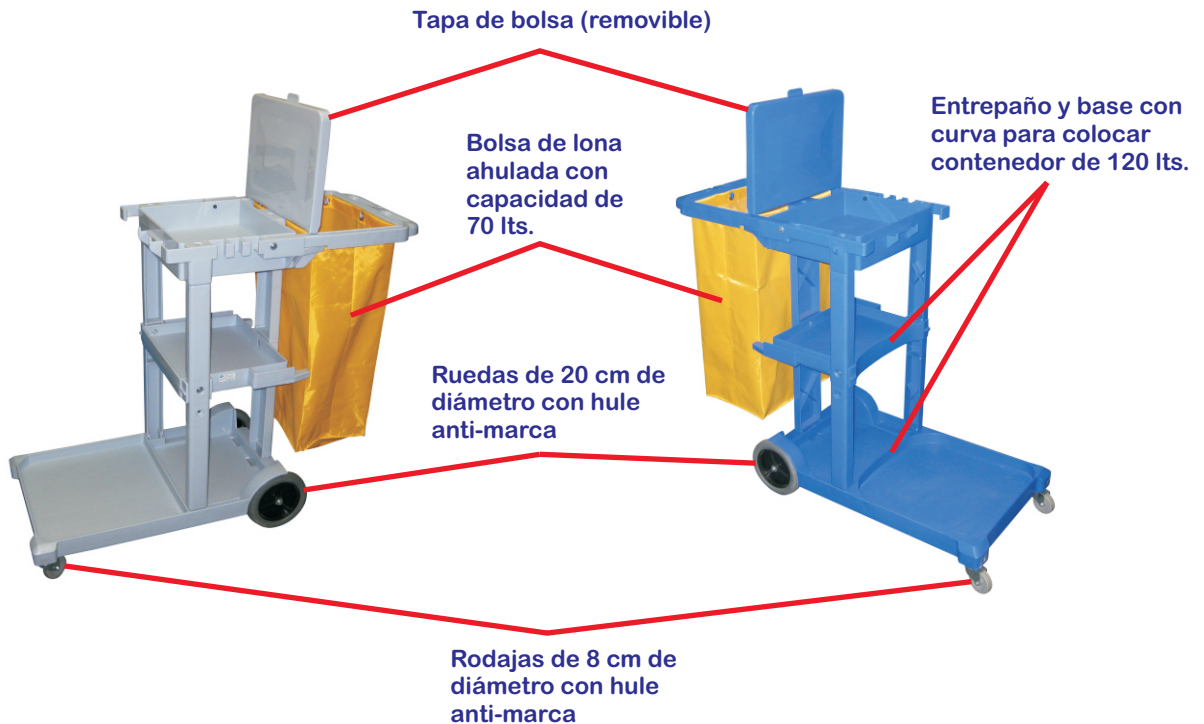 Tapa de bolsa (removible)
Bolsa de lona
ahulada con
capacidad de
70 lts.
Entrepaño y base con
curva para colocar
contenedor de 120 lts.
Ruedas de 20 cm de
diámetro con hule
anti-marca
Rodajas de 8 cm de
diámetro con hule
anti-marca